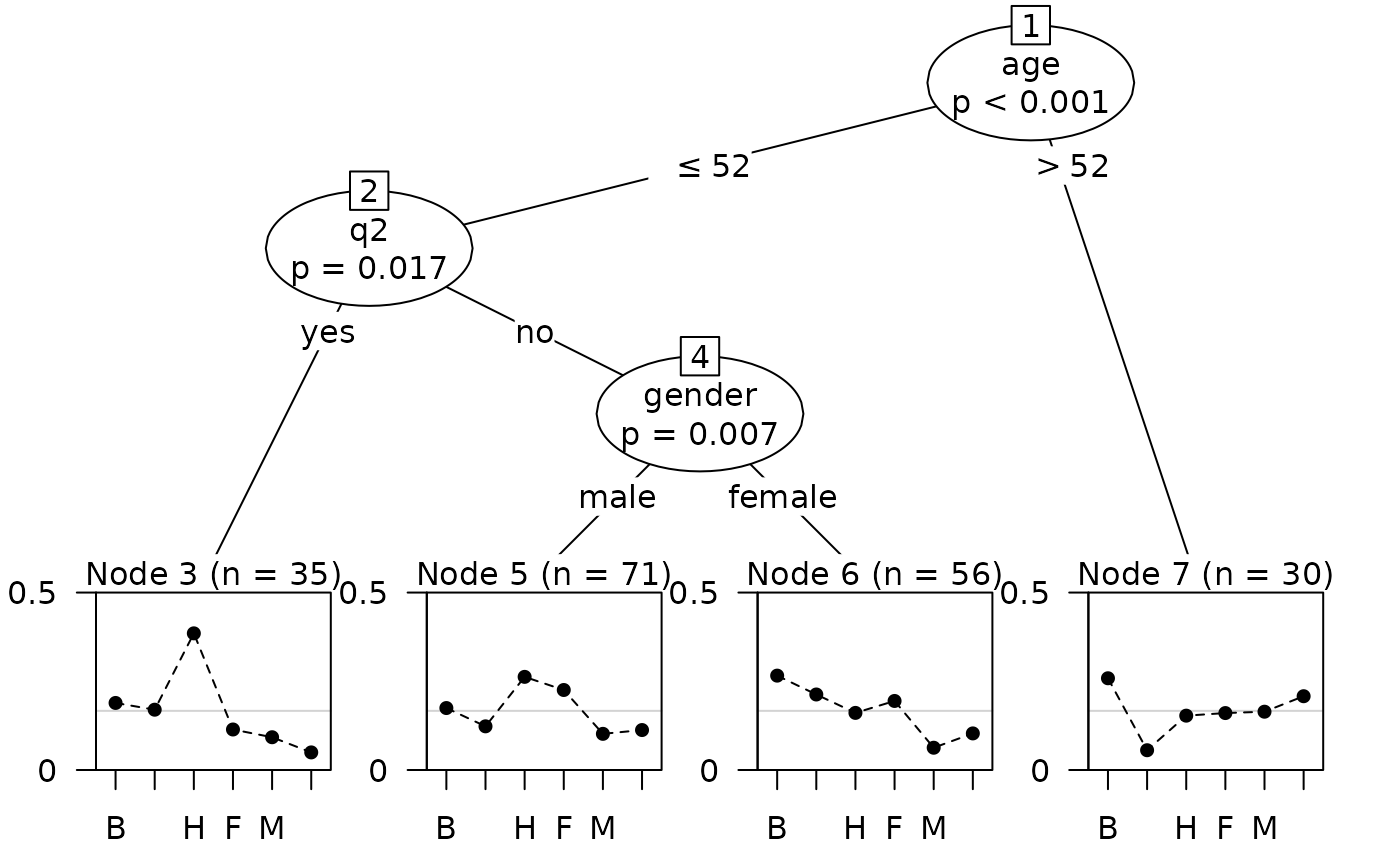 1
age
p < 0.001
≤ 52
> 52
2
q2
p = 0.017
yes
no
4
gender
p = 0.007
male
female
Node 3 (n = 35)
0.5
0
B H F M
Node 5 (n = 71)
0.5
0
B H F M
Node 6 (n = 56)
0.5
0
B H F M
Node 7 (n = 30)
0.5
0
B H F M